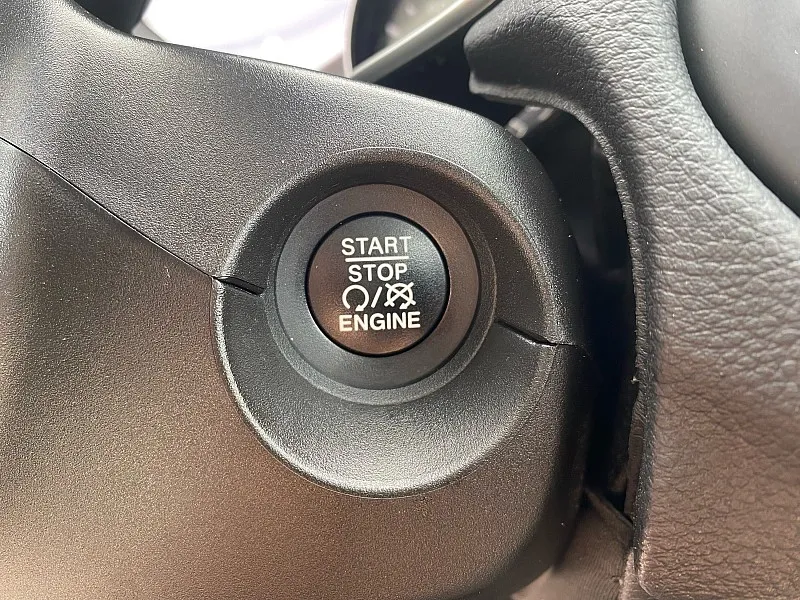 START
STOP
/
ENGINE